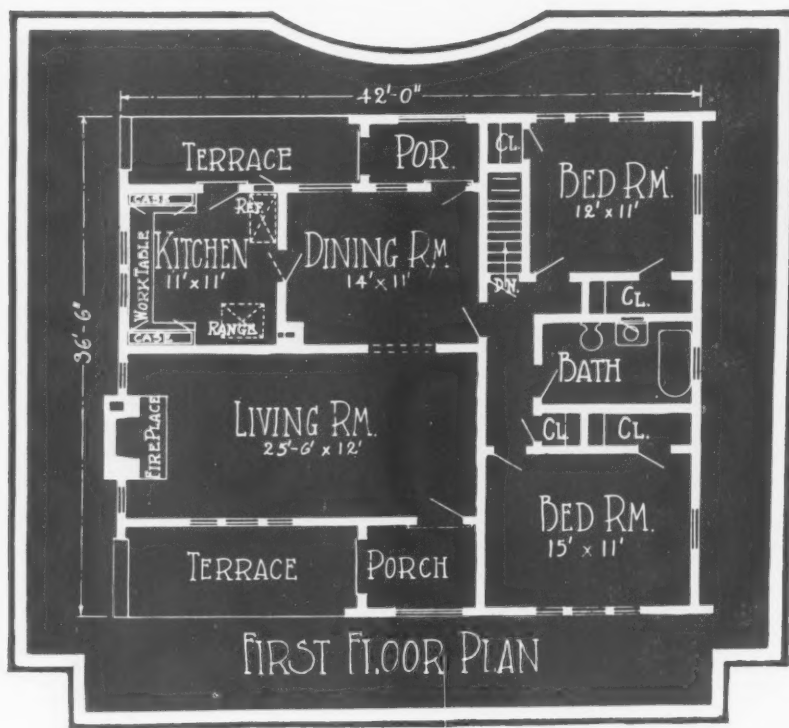 42'-0"
TERRACE
POR.
CL.
BED RM.
12' x 11'
CASE
REF.
KITCHEN
11' x 11'
WORK TABLE
DINING RM.
14' x 11'
DN.
CL.
36'-6"
RANGE
CASE
BATH
LIVING RM.
25'-6' x 12'
FIREPLACE
CL.
CL.
BED RM.
15' x 11'
TERRACE
PORCH
FIRST FLOOR PLAN